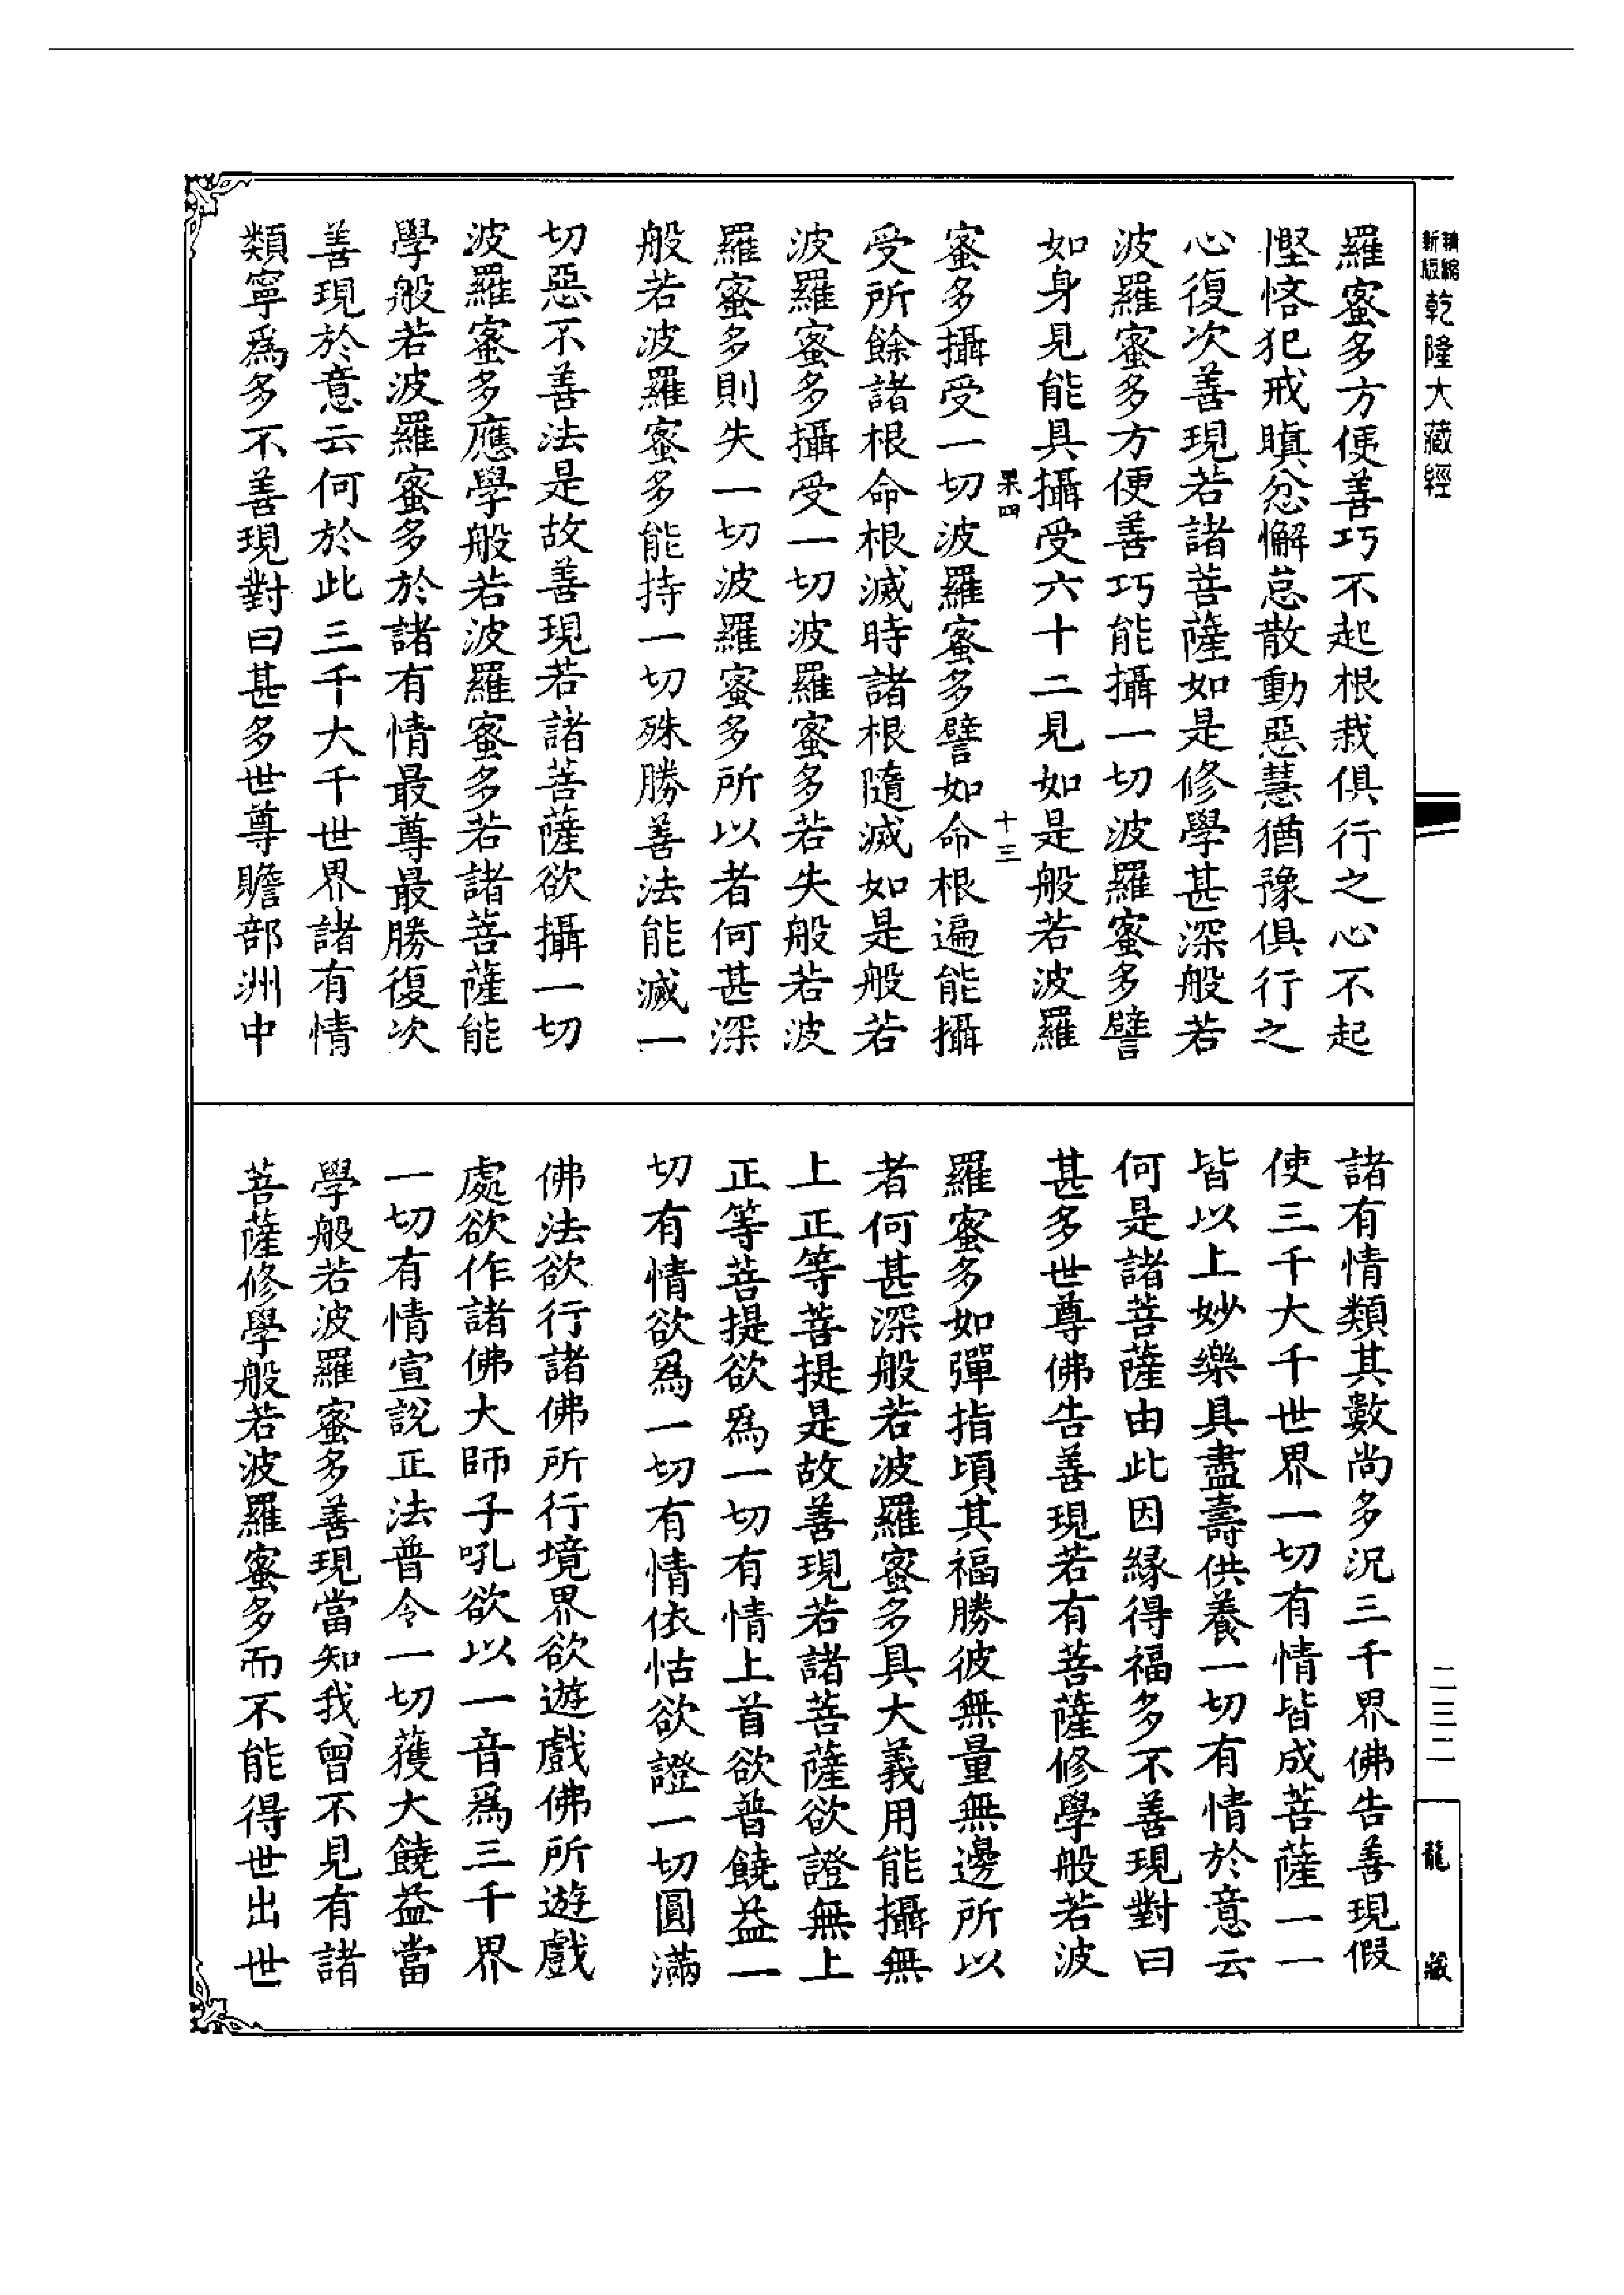 精縮新版乾隆大藏經
羅蜜多方便善巧不起根栽俱行之心不起
慳悋犯戒瞋忿懈怠散動惡慧猶豫俱行之
心復次善現若諸菩薩如是修學甚深般若
波羅蜜多方便善巧能攝一切波羅蜜多譬
如身見能具攝受六十二見如是般若波羅
果四 十三
蜜多攝受一切波羅蜜多譬如命根遍能攝
受所餘諸根命根滅時諸根隨滅如是般若
波羅蜜多攝受一切波羅蜜多若失般若波
羅蜜多則失一切波羅蜜多所以者何甚深
般若波羅蜜多能持一切殊勝善法能滅一
切惡不善法是故善現若諸菩薩欲攝一切
波羅蜜多應學般若波羅蜜多若諸菩薩能
學般若波羅蜜多於諸有情最尊最勝復次
善現於意云何於此三千大千世界諸有情
類寧爲多不善現對曰甚多世尊贍部洲中
諸有情類其數尚多況三千界佛告善現假
使三千大千世界一切有情皆成菩薩一一
皆以上妙樂具盡壽供養一切有情於意云
何是諸菩薩由此因緣得福多不善現對曰
甚多世尊佛告善現若有菩薩修學般若波
羅蜜多如彈指頃其福勝彼無量無邊所以
者何甚深般若波羅蜜多具大義用能攝無
上正等菩提是故善現若諸菩薩欲證無上
正等菩提欲爲一切有情上首欲普饒益一
切有情欲爲一切有情依怙欲證一切圓滿
佛法欲行諸佛所行境界欲遊戲佛所遊戲
處欲作諸佛大師子吼欲以一音爲三千界
一切有情宣說正法普令一切獲大饒益當
學般若波羅蜜多善現當知我曾不見有諸
菩薩修學般若波羅蜜多而不能得世出世
二三二
龍藏